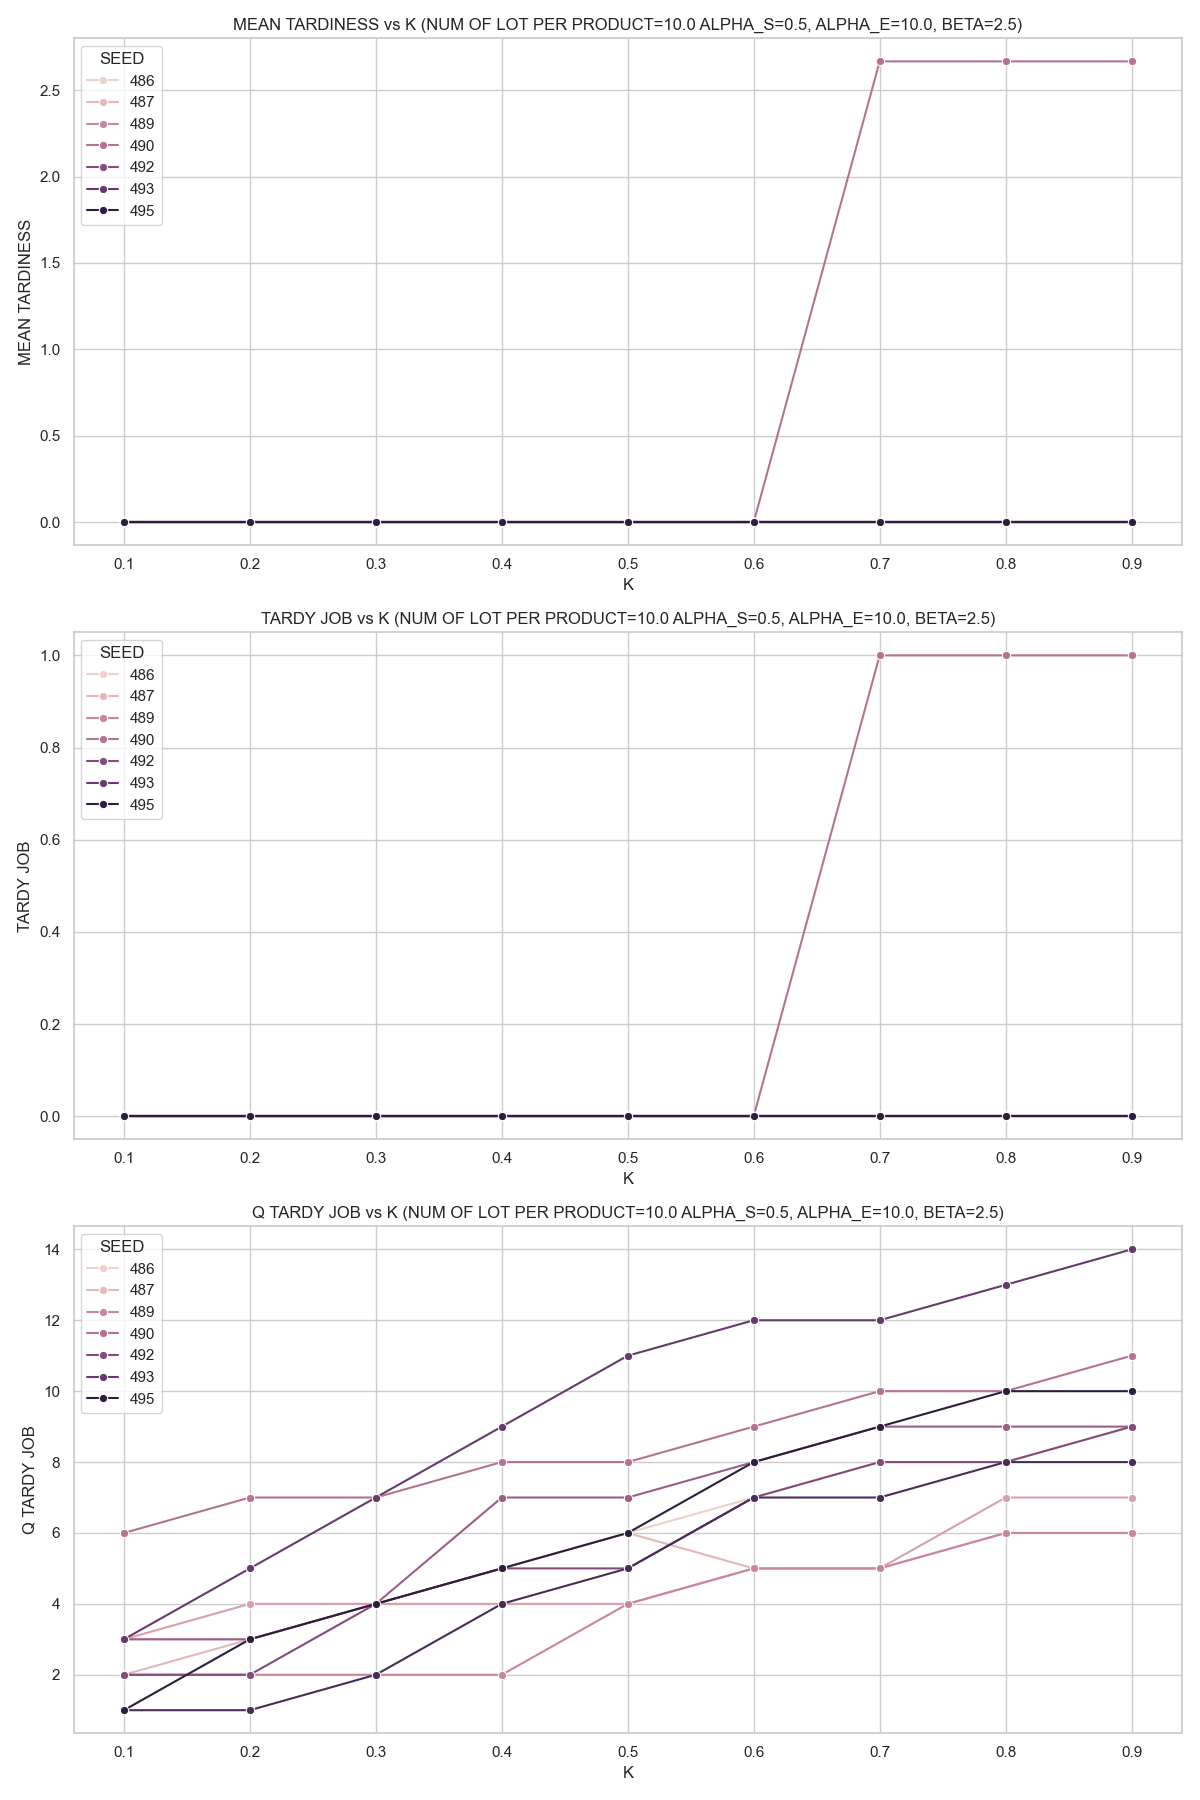 MEAN TARDINESS vs K (NUM OF LOT PER PRODUCT=10.0 ALPHA_S=0.5, ALPHA_E=10.0, BETA=2.5)
SEED
486
487
489
490
492
493
495
2.5
2.0
1.5
1.0
0.5
0.0
MEAN TARDINESS
0.1 0.2 0.3 0.4 0.5 0.6 0.7 0.8 0.9
K
TARDY JOB vs K (NUM OF LOT PER PRODUCT=10.0 ALPHA_S=0.5, ALPHA_E=10.0, BETA=2.5)
SEED
486
487
489
490
492
493
495
1.0
0.8
0.6
0.4
0.2
0.0
TARDY JOB
0.1 0.2 0.3 0.4 0.5 0.6 0.7 0.8 0.9
K
Q TARDY JOB vs K (NUM OF LOT PER PRODUCT=10.0 ALPHA_S=0.5, ALPHA_E=10.0, BETA=2.5)
SEED
486
487
489
490
492
493
495
14
12
10
8
6
4
2
Q TARDY JOB
0.1 0.2 0.3 0.4 0.5 0.6 0.7 0.8 0.9
K